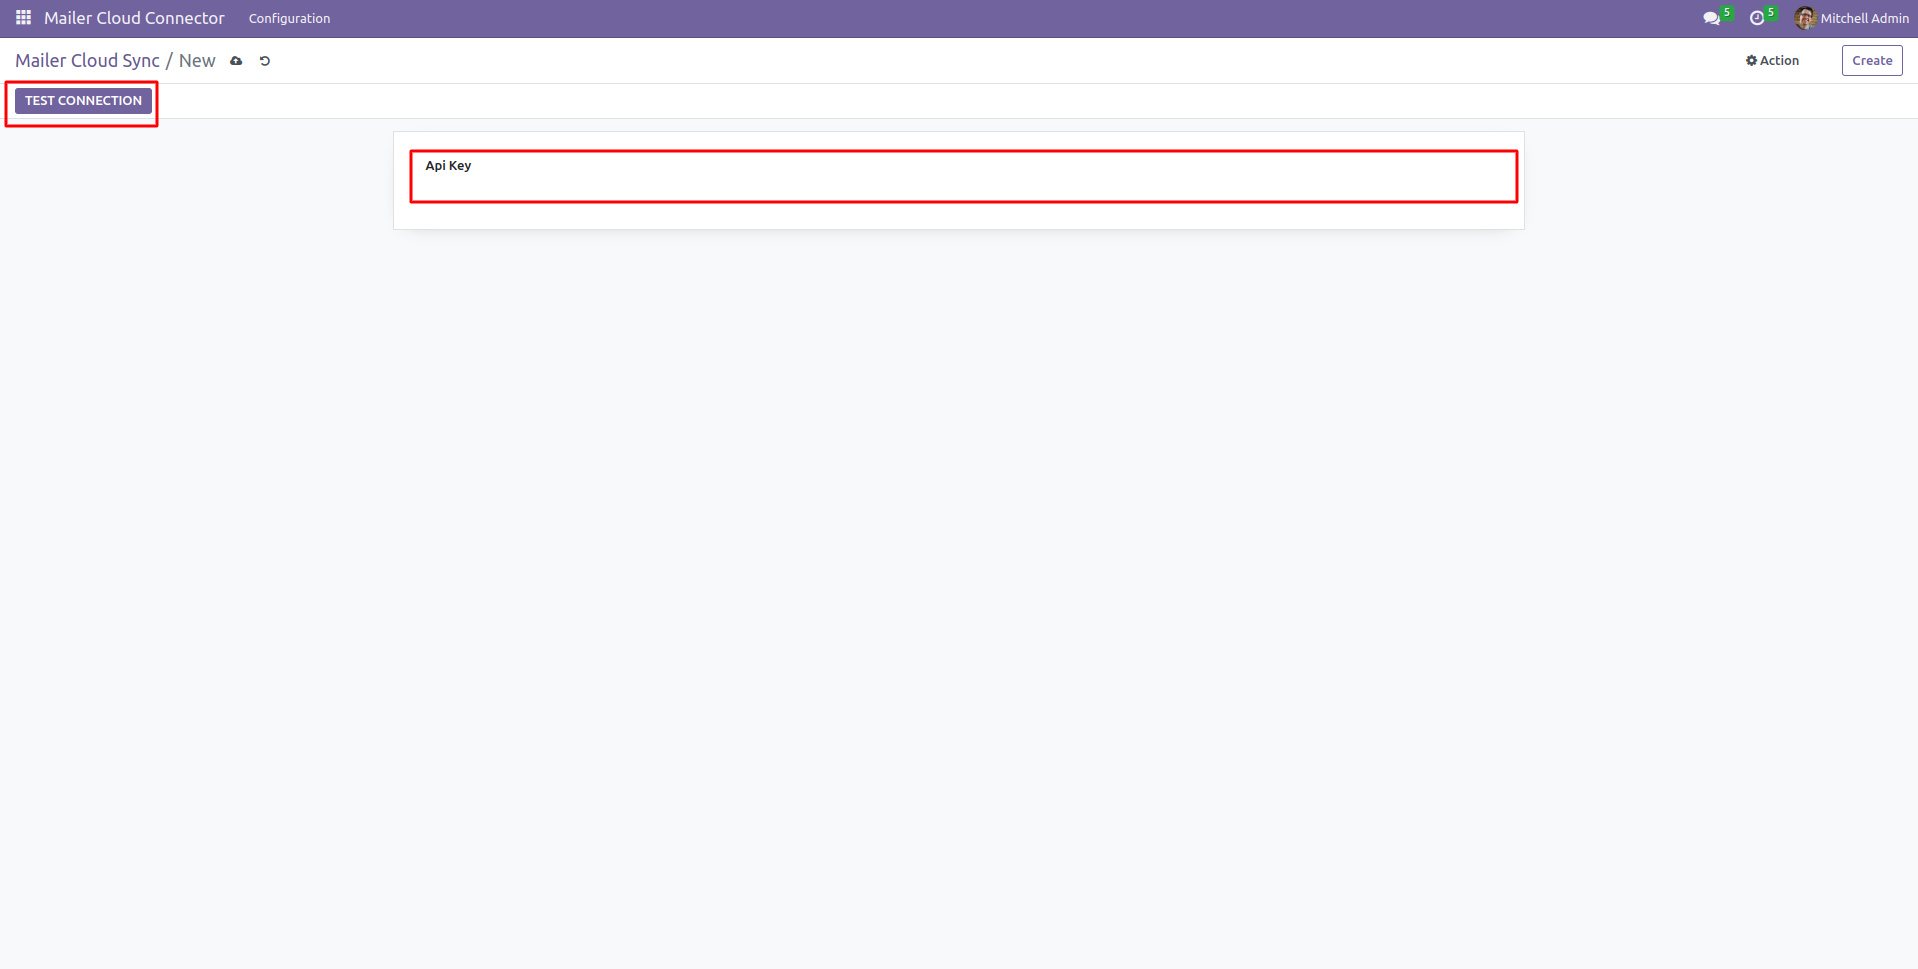 Mailer Cloud Connector Configuration 5 5 Mitchell Admin
Mailer Cloud Sync / New Action Create
TEST CONNECTION
Api Key